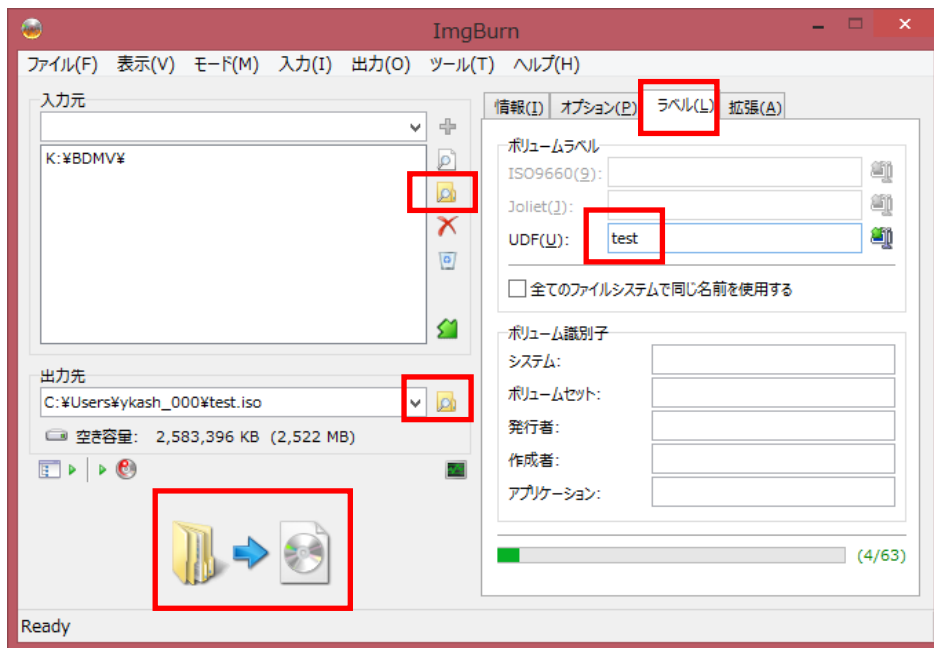 ImgBurn
ファイル(F) 表示(V) モード(M) 入力(I) 出力(O) ツール(T) ヘルプ(H)
入力元
K:¥BDMV¥
出力先
C:¥Users¥ykash_000¥test.iso
空き容量: 2,583,396 KB (2,522 MB)
情報(I) オプション(P) ラベル(L) 拡張(A)
ボリュームラベル
ISO9660(9):
Joliet(J):
UDF(U): test
全てのファイルシステムで同じ名前を使用する
ボリューム識別子
システム:
ボリュームセット:
発行者:
作成者:
アプリケーション:
(4/63)
Ready